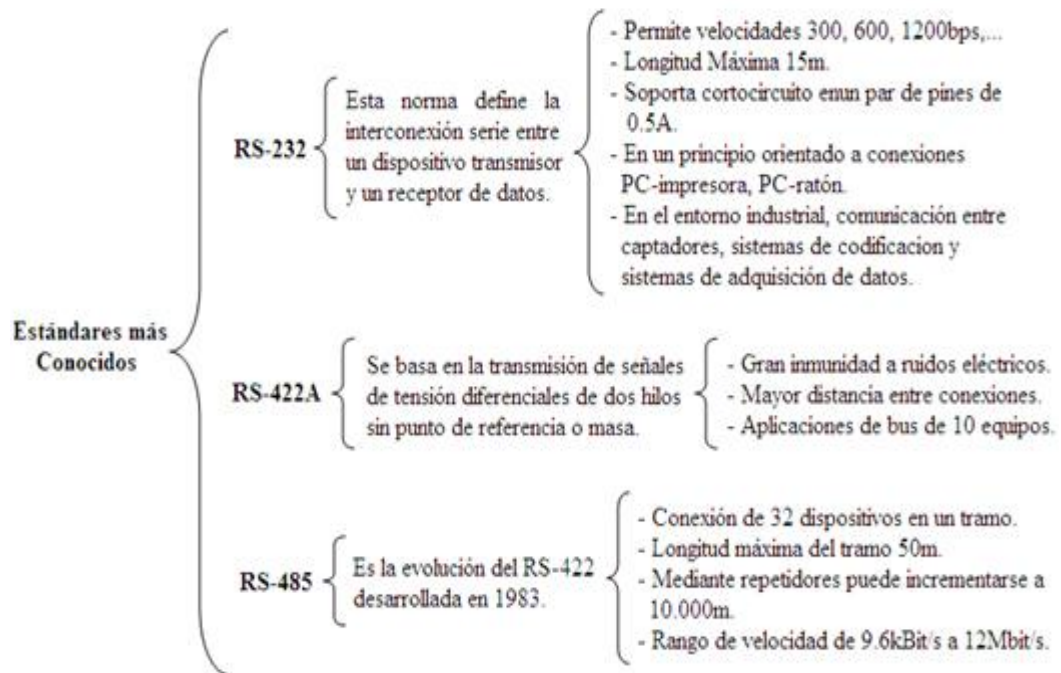 Estándares más
Conocidos
RS-232
Esta norma define la
interconexión serie entre
un dispositivo transmisor
y un receptor de datos.
- Permite velocidades 300, 600, 1200bps,...
- Longitud Máxima 15m.
- Soporta cortocircuito enun par de pines de
0.5A.
- En un principio orientado a conexiones
PC-impresora, PC-ratón.
- En el entorno industrial, comunicación entre
captadores, sistemas de codificacion y
sistemas de adquisición de datos.
RS-422A
Se basa en la transmisión de señales
de tensión diferenciales de dos hilos
sin punto de referencia o masa.
- Gran inmunidad a ruidos eléctricos.
- Mayor distancia entre conexiones.
- Aplicaciones de bus de 10 equipos.
RS-485
Es la evolución del RS-422
desarrollada en 1983.
- Conexión de 32 dispositivos en un tramo.
- Longitud máxima del tramo 50m.
- Mediante repetidores puede incrementarse a
10.000m.
- Rango de velocidad de 9.6kBit/s a 12Mbit/s.